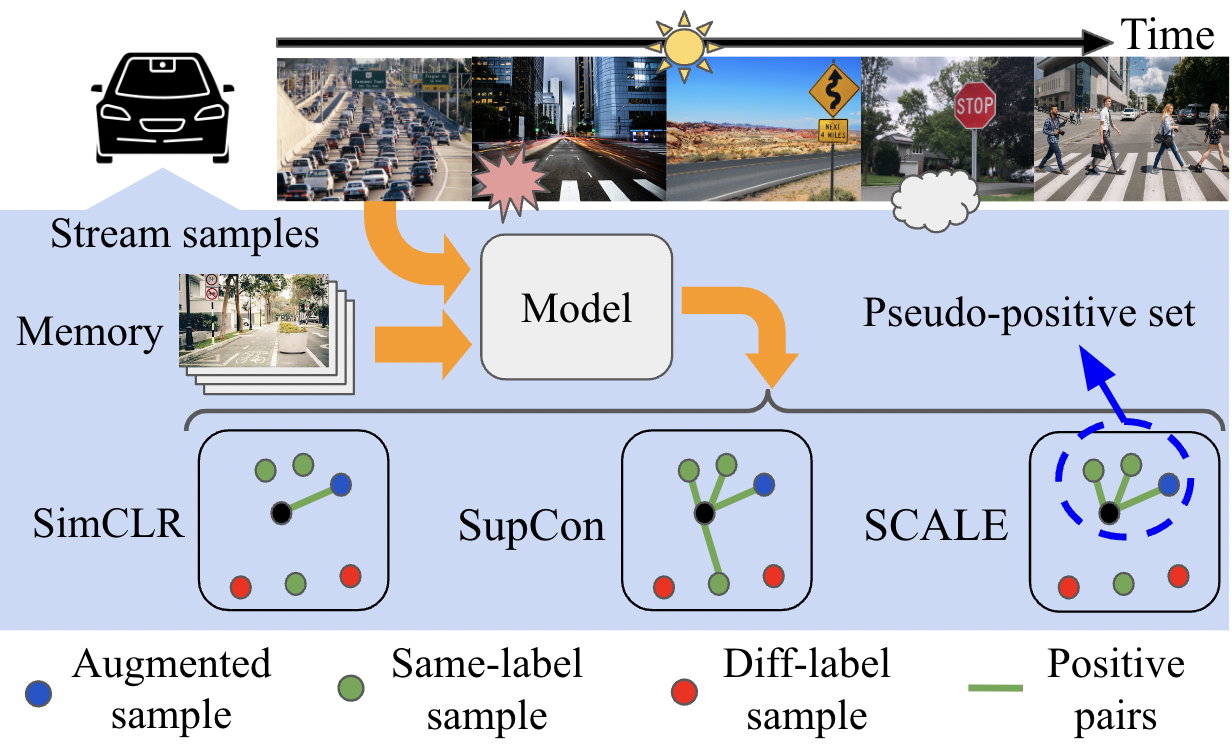 Time
NEXT
4 MILES
STOP
Stream samples
Memory
Model
Pseudo-positive set
SimCLR
SupCon
SCALE
Augmented
sample
Same-label
sample
Diff-label
sample
Positive
pairs